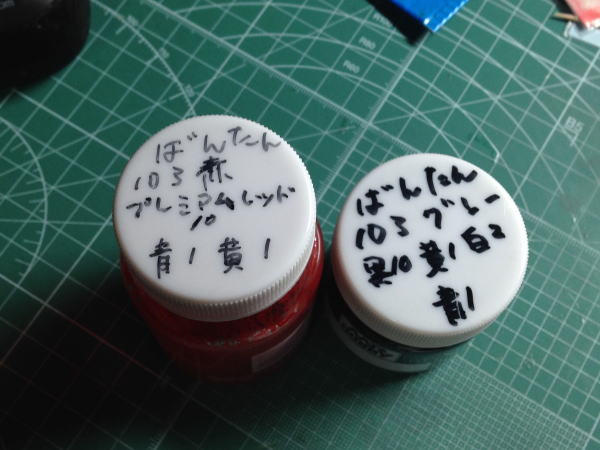 ばんたん
103 赤
プレミアムレッド
10
青1 黄1
ばんたん
103 グレー
黒10 黄1 白2
青1
B5